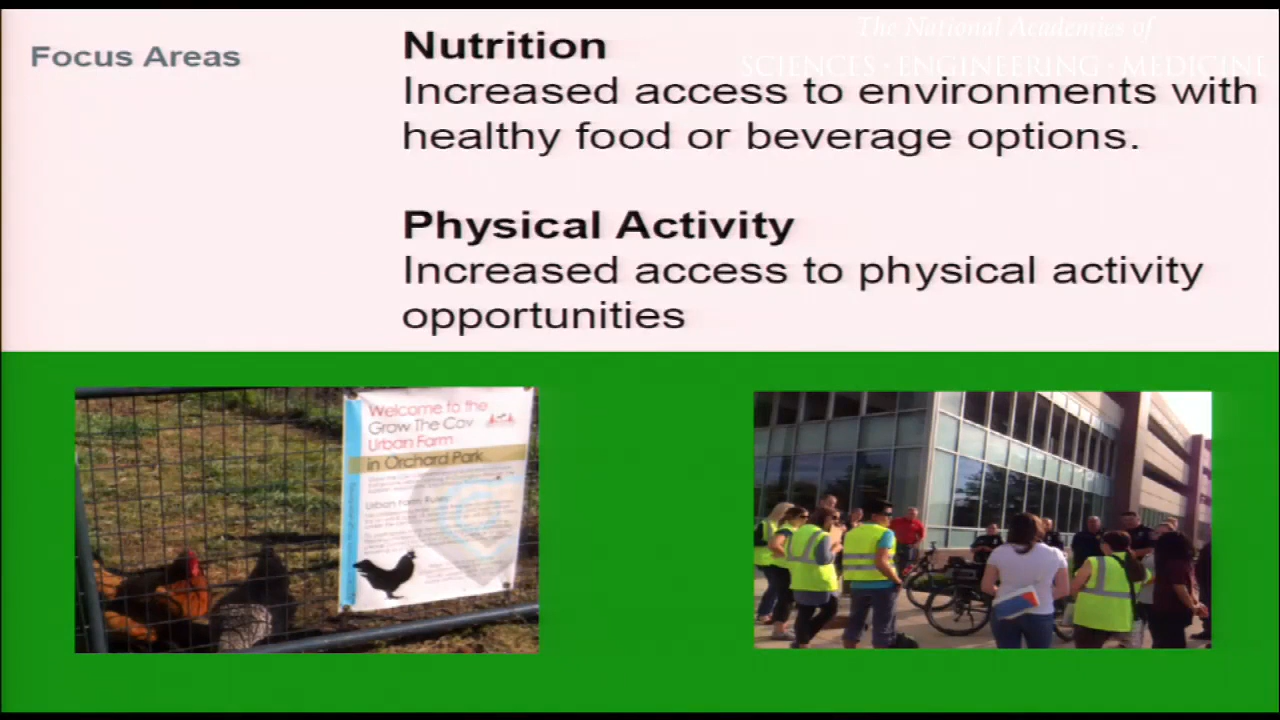 The National Academies of
SCIENCES · ENGINEERING · MEDICINE
Focus Areas
Nutrition
Increased access to environments with
healthy food or beverage options.
Physical Activity
Increased access to physical activity
opportunities
Welcome to the
Grow The Cov
Urban Farm
in Orchard Park
Urban Farm Rules